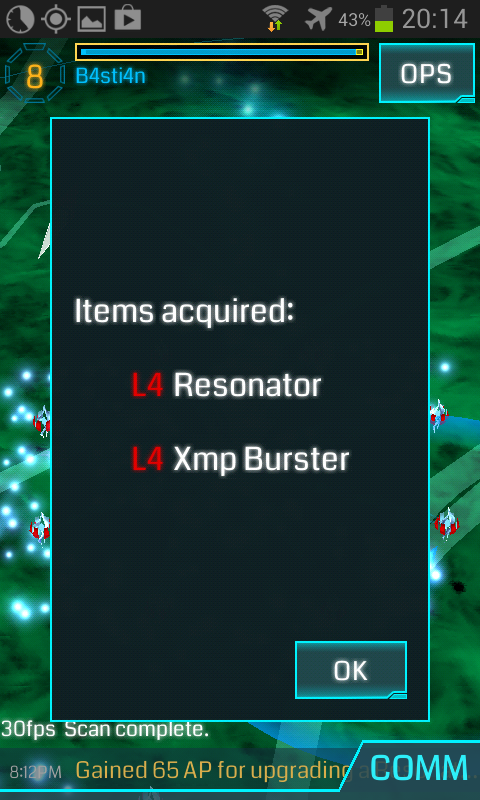 43% 20:14
8 B4sti4n OPS
Items acquired:
L4 Resonator
L4 Xmp Burster
OK
30fps Scan complete.
8:12PM Gained 65 AP for upgrading a
COMM